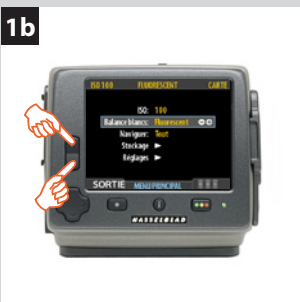 1b
ISO 100 FLUORESCENT CARTE
ISO: 100
Balance blancs: Fluorescent
Naviguer: Tout
Stockage
Réglages
SORTIE MENU PRINCIPAL
HASSELBLAD